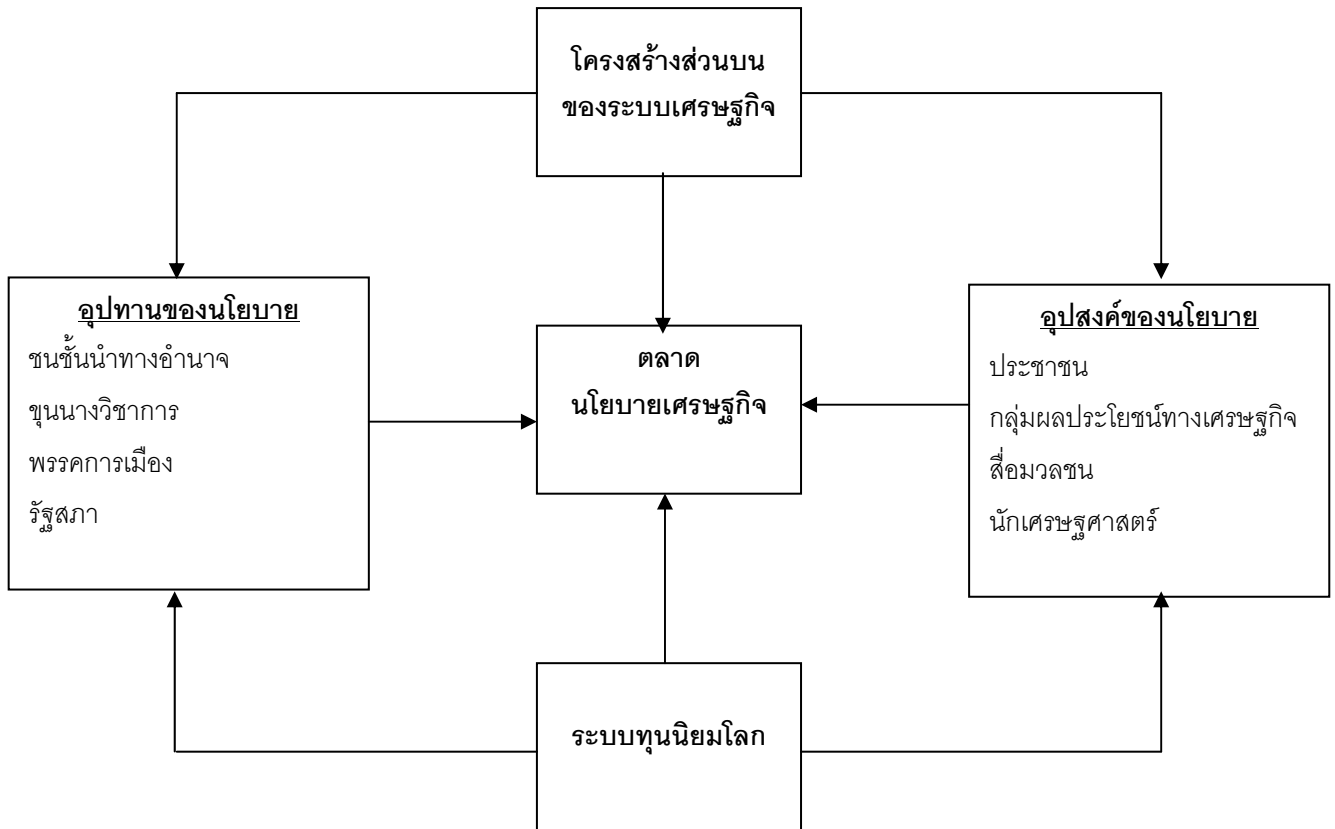 โครงสร้างส่วนบน
ของระบบเศรษฐกิจ
อุปทานของนโยบาย
ชนชั้นนำทางอำนาจ
ขุนนางวิชาการ
พรรคการเมือง
รัฐสภา
ตลาด
นโยบายเศรษฐกิจ
อุปสงค์ของนโยบาย
ประชาชน
กลุ่มผลประโยชน์ทางเศรษฐกิจ
สื่อมวลชน
นักเศรษฐศาสตร์
ระบบทุนนิยมโลก